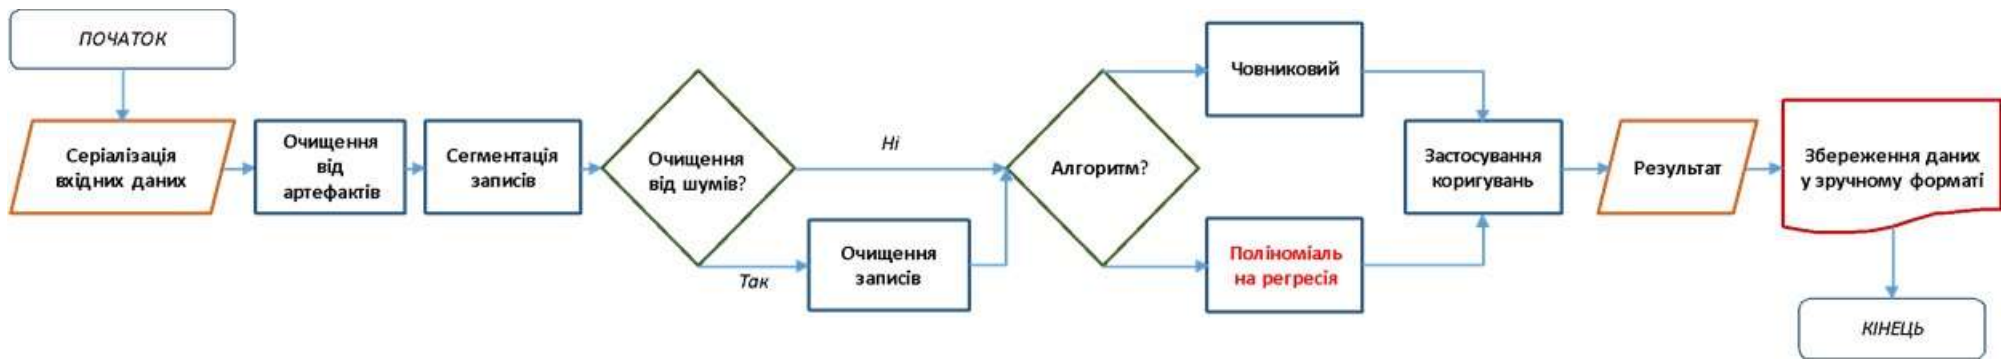 ПОЧАТОК
Серіалізація
вхідних даних
Очищення
від
артефактів
Сегментація
записів
Очищення
від шумів?
Ні
Так
Очищення
записів
Алгоритм?
Човниковий
Поліноміаль
на регресія
Застосування
коригувань
Результат
Збереження даних
у зручному форматі
КІНЕЦЬ